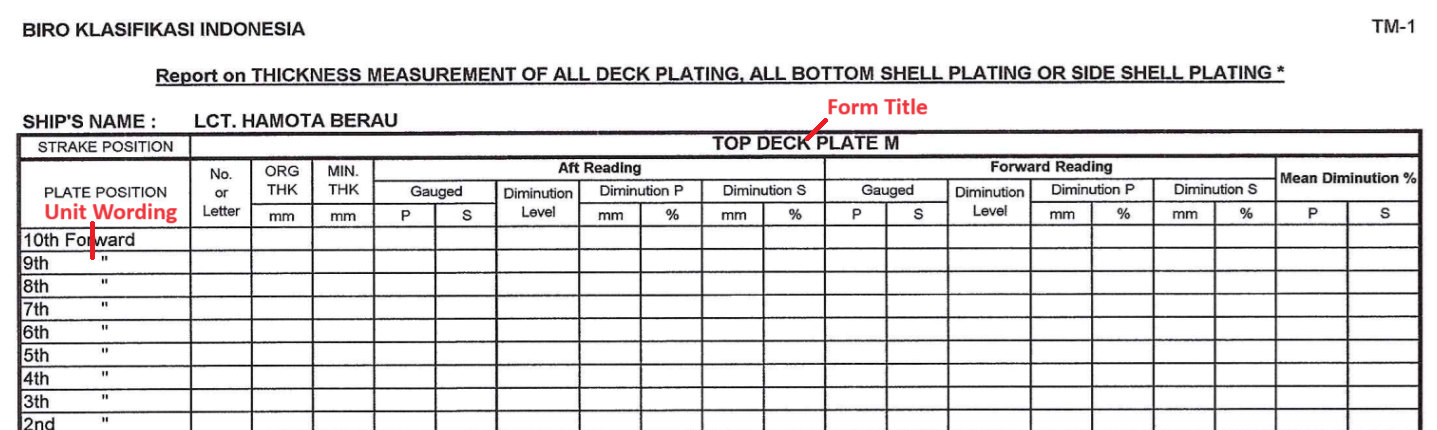 BIRO KLASIFIKASI INDONESIA TM-1
Report on THICKNESS MEASUREMENT OF ALL DECK PLATING, ALL BOTTOM SHELL PLATING OR SIDE SHELL PLATING *
Form Title
SHIP'S NAME : LCT. HAMOTA BERAU
STRAKE POSITION TOP DECK PLATE M
PLATE POSITION No. or Letter ORG THK MIN. THK Aft Reading Forward Reading Mean Diminution %
Gauged Diminution Level Diminution P Diminution S Gauged Diminution Level Diminution P Diminution S
Unit Wording mm mm P S mm % mm % P S mm % mm % P S
10th Forward
9th "
8th "
7th "
6th "
5th "
4th "
3th "
2nd "